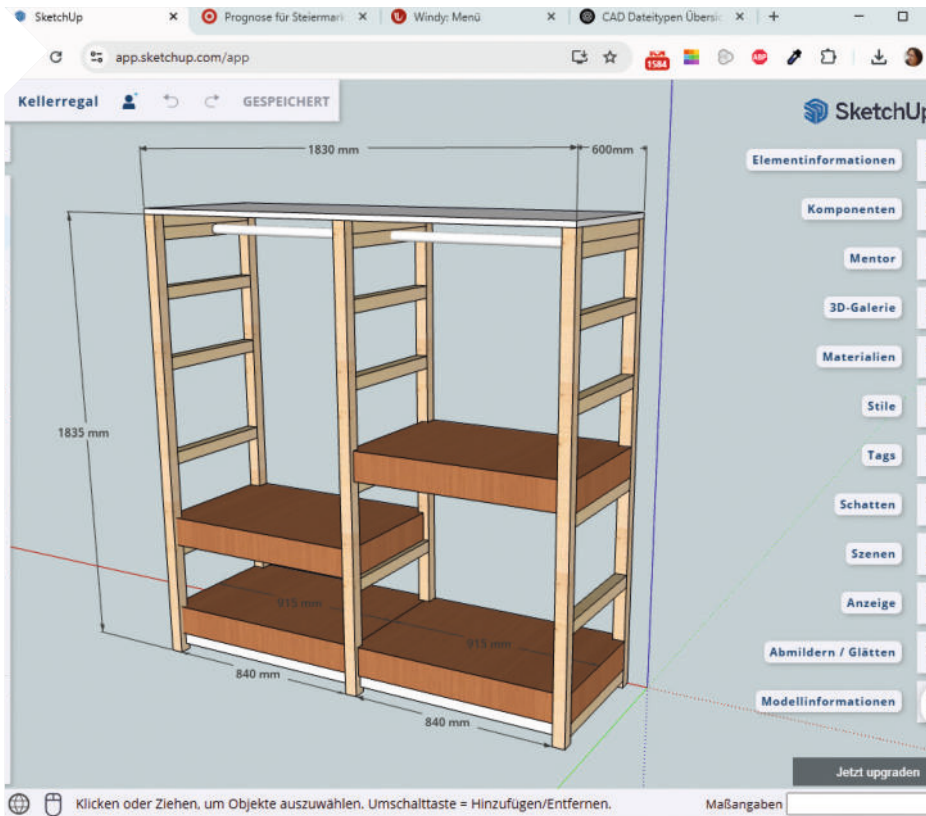 SketchUp
Prognose für Steiermark
Windy: Menü
CAD Dateitypen Übersic
app.sketchup.com/app
1584
ABP
Kellerregal
GESPEICHERT
SketchUp
1830 mm
600mm
Elementinformationen
Komponenten
Mentor
3D-Galerie
Materialien
Stile
1835 mm
Tags
Schatten
Szenen
915 mm
Anzeige
915 mm
Abmildern / Glätten
840 mm
Modellinformationen
840 mm
Jetzt upgraden
Klicken oder Ziehen, um Objekte auszuwählen. Umschalttaste = Hinzufügen/Entfernen.
Maßangaben